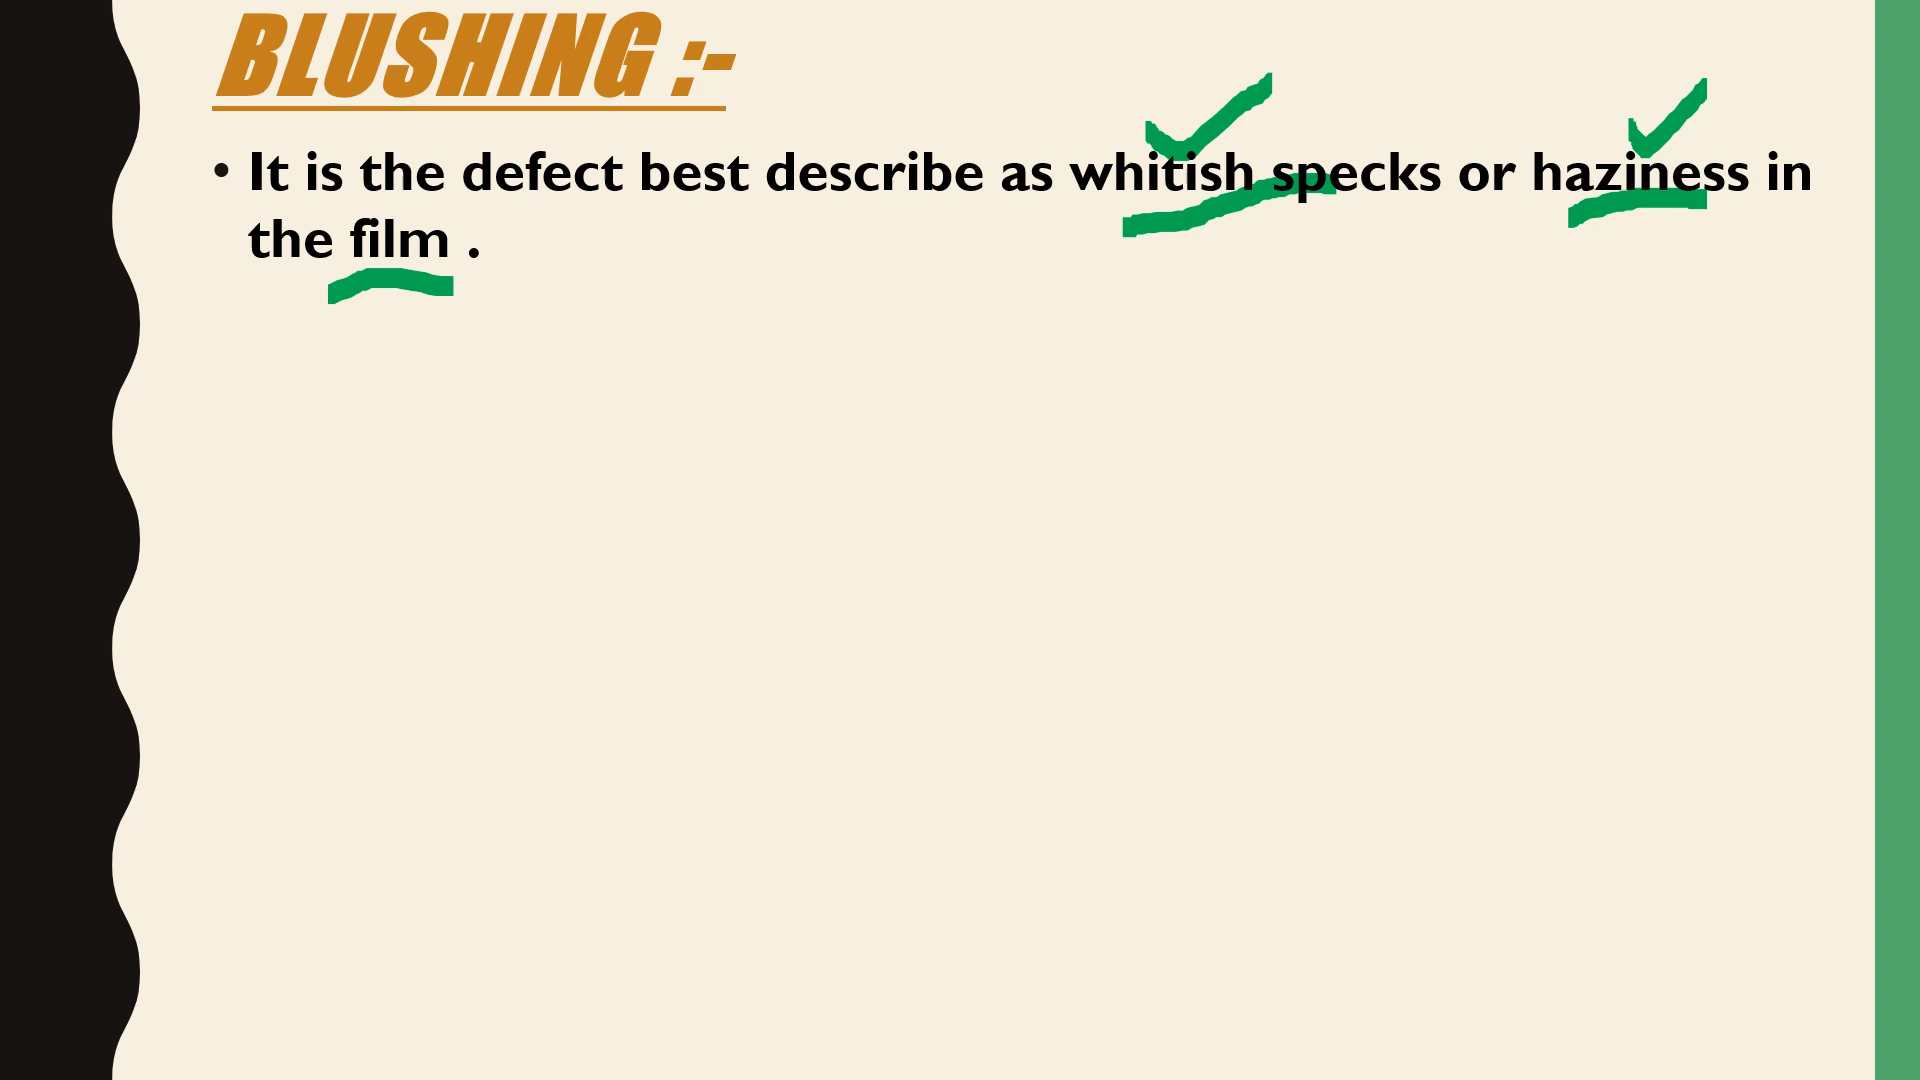 BLUSHING :-
• It is the defect best describe as whitish specks or haziness in
the film .